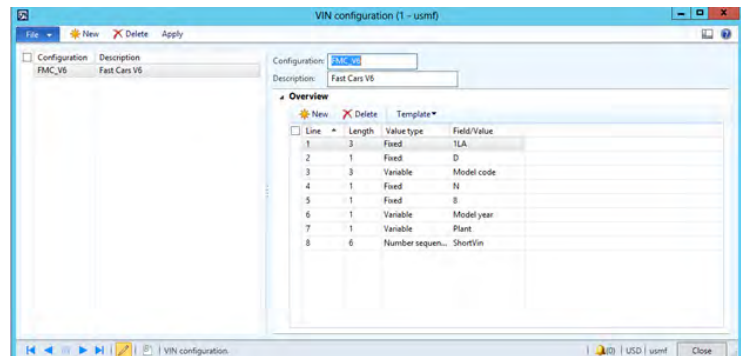 VIN configuration (1 - usmf)
File New Delete Apply
Configuration Description
FMC_V6 Fast Cars V6
Configuration: FMC_V6
Description: Fast Cars V6
Overview
New Delete Template
Line Length Value type Field/Value
1 3 Fixed 1LA
2 1 Fixed D
3 3 Variable Model code
4 1 Fixed N
5 1 Fixed 8
6 1 Variable Model year
7 1 Variable Plant
8 6 Number sequen... ShortVin
VIN configuration. (0) USD usmf Close